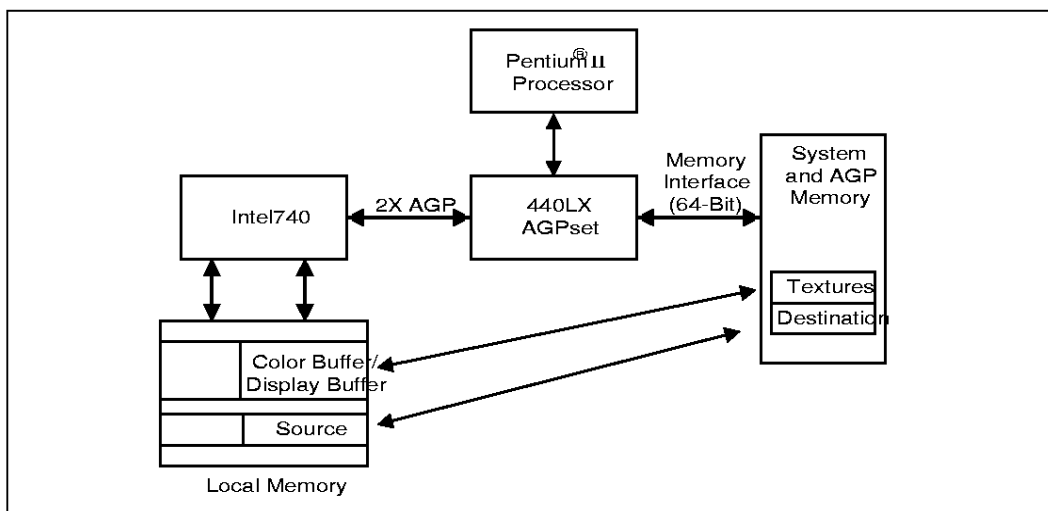 Pentium® II
Processor
Memory
Interface
(64-Bit)
System
and AGP
Memory
Intel740
2X AGP
440LX
AGPset
Textures
Destination
Color Buffer/
Display Buffer
Source
Local Memory